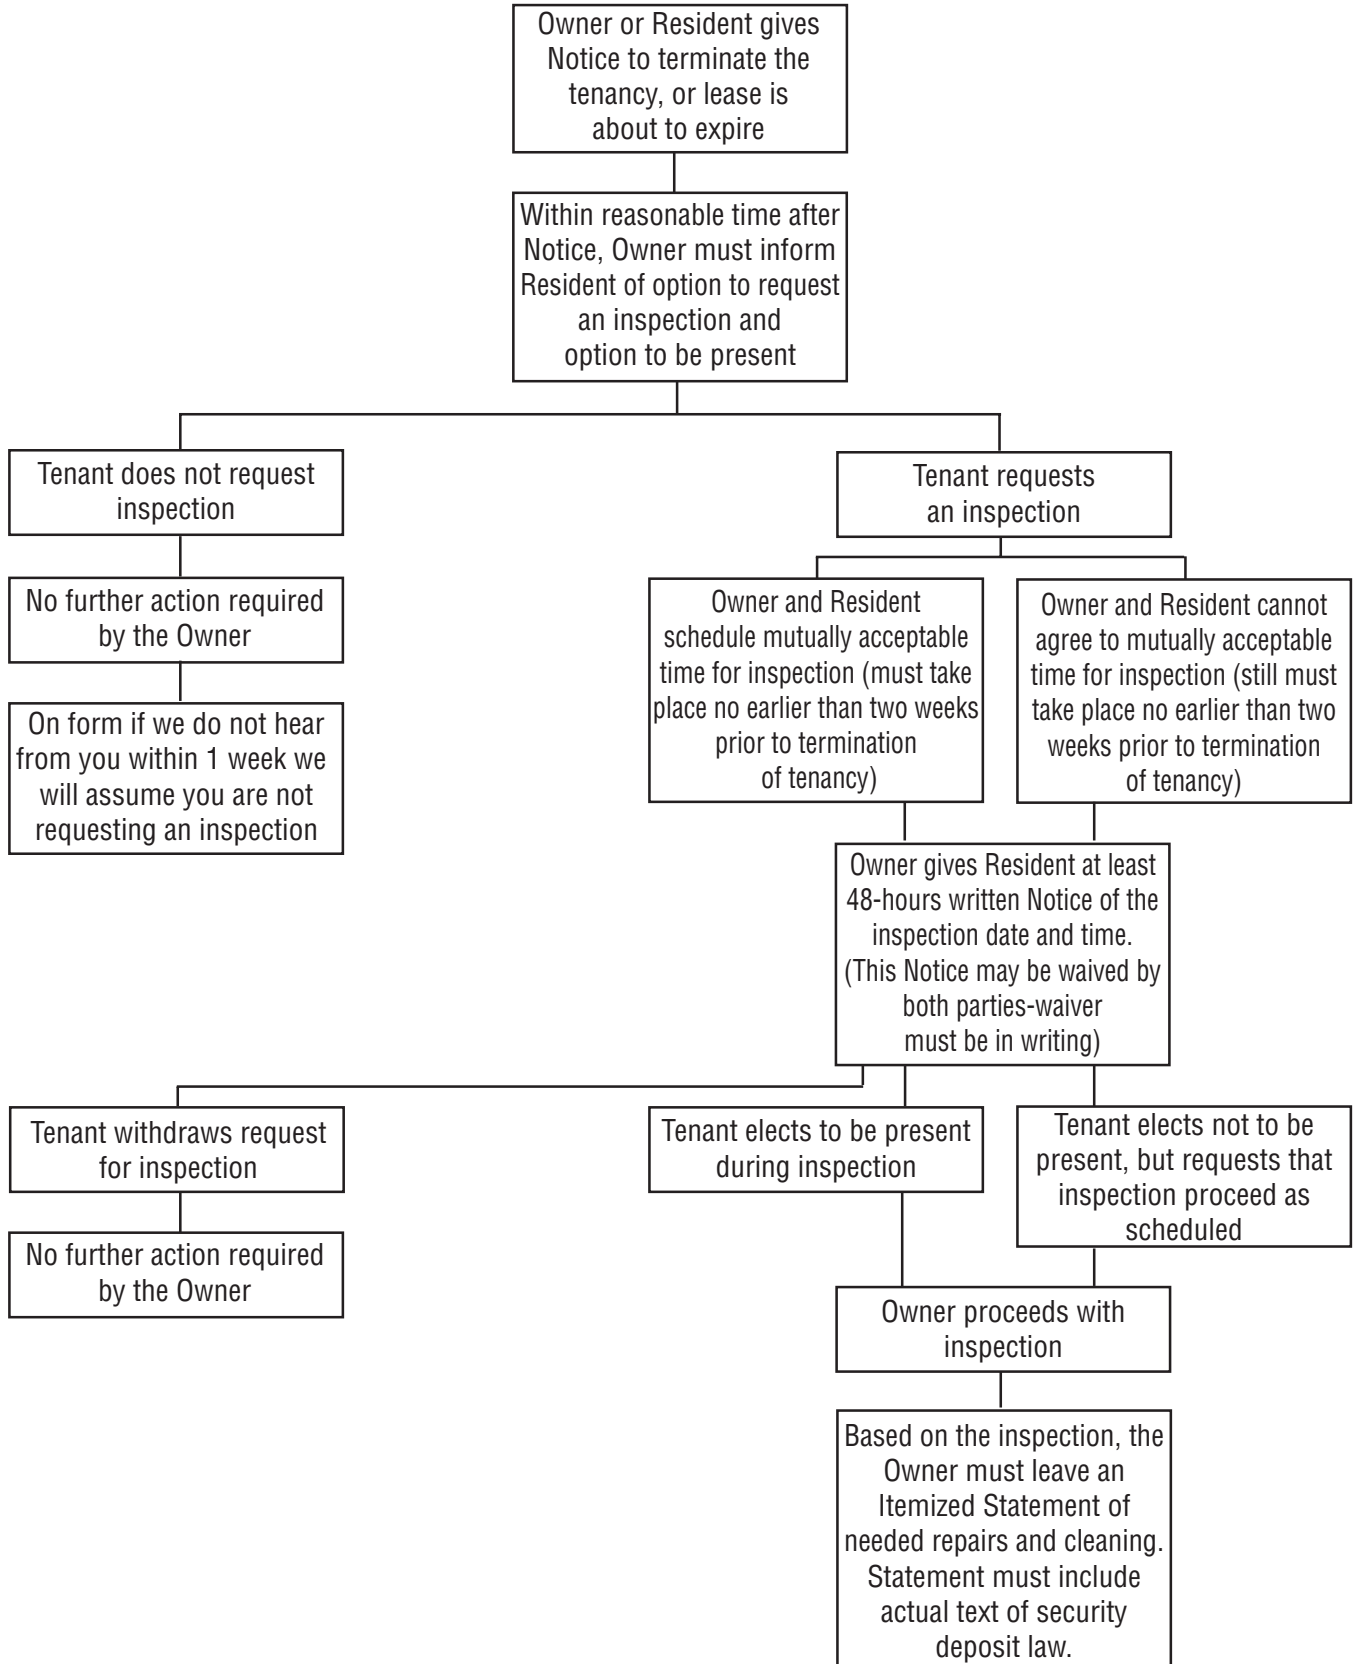 Owner or Resident gives
Notice to terminate the
tenancy, or lease is
about to expire
Within reasonable time after
Notice, Owner must inform
Resident of option to request
an inspection and
option to be present
Tenant does not request
inspection
Tenant requests
an inspection
No further action required
by the Owner
On form if we do not hear
from you within 1 week we
will assume you are not
requesting an inspection
Owner and Resident
schedule mutually acceptable
time for inspection (must take
place no earlier than two weeks
prior to termination
of tenancy)
Owner and Resident cannot
agree to mutually acceptable
time for inspection (still must
take place no earlier than two
weeks prior to termination
of tenancy)
Owner gives Resident at least
48-hours written Notice of the
inspection date and time.
(This Notice may be waived by
both parties-waiver
must be in writing)
Tenant withdraws request
for inspection
No further action required
by the Owner
Tenant elects to be present
during inspection
Tenant elects not to be
present, but requests that
inspection proceed as
scheduled
Owner proceeds with
inspection
Based on the inspection, the
Owner must leave an
Itemized Statement of
needed repairs and cleaning.
Statement must include
actual text of security
deposit law.